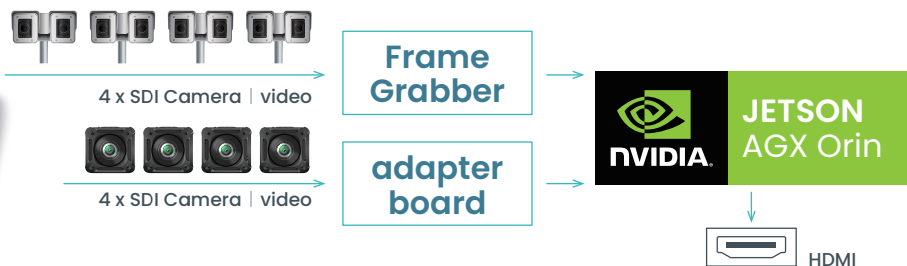 Frame
Grabber
4 x SDI Camera | video
JETSON
AGX Orin
NVIDIA.
adapter
board
4 x SDI Camera | video
HDMI